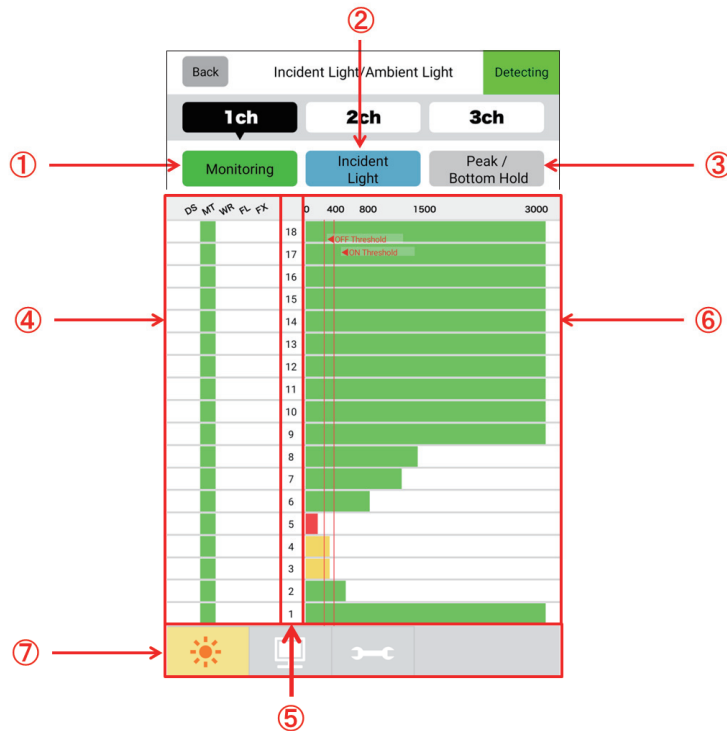 ②
Back Incident Light/Ambient Light Detecting
1ch 2ch 3ch
① Monitoring Incident Light Peak / Bottom Hold ③
DS MT WR FL FX 0 400 800 1500 3000
18 ◀OFF Threshold
17 ◀ON Threshold
16
15
④ 14 ⑥
13
12
11
10
9
8
7
6
5
4
3
2
1
⑦
⑤